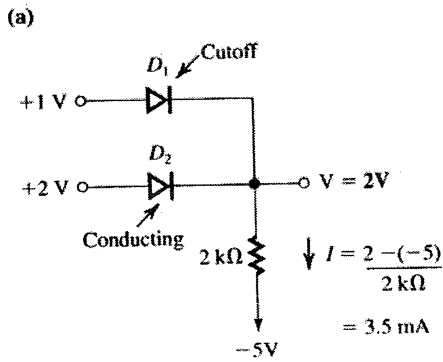 (a)
Cutoff
D₁
+1 V
D₂
+2 V
V = 2V
Conducting
2 kΩ
I = 2 −(−5)
2 kΩ
= 3.5 mA
−5V